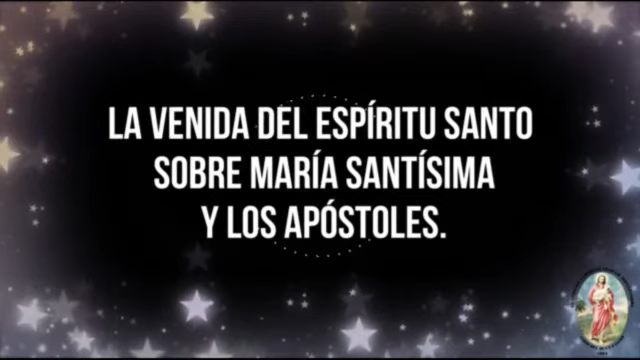 LA VENIDA DEL ESPÍRITU SANTO
SOBRE MARÍA SANTÍSIMA
Y LOS APÓSTOLES.